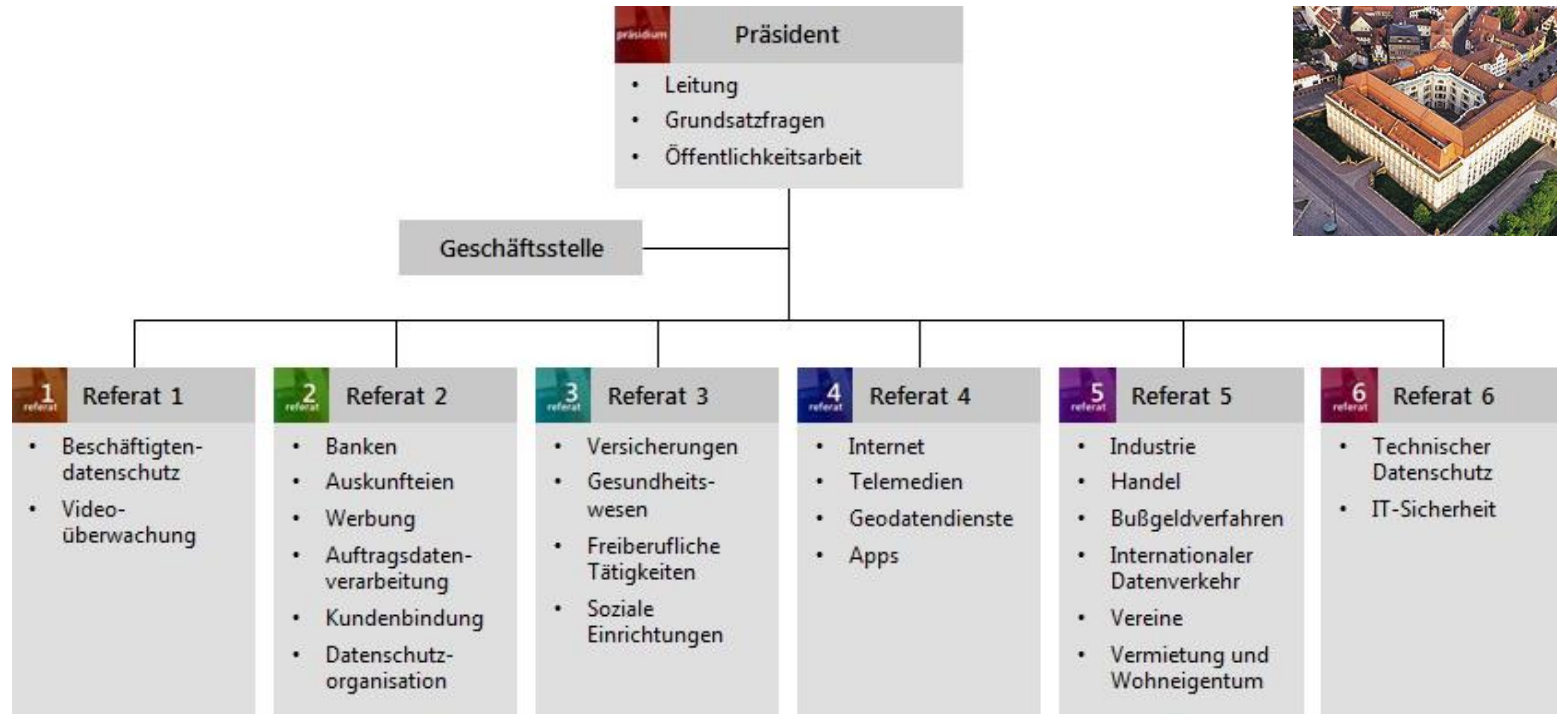 präsidium
Präsident
• Leitung
• Grundsatzfragen
• Öffentlichkeitsarbeit
Geschäftsstelle
1
referat
Referat 1
• Beschäftigten-
datenschutz
• Video-
überwachung
2
referat
Referat 2
• Banken
• Auskunfteien
• Werbung
• Auftragsdaten-
verarbeitung
• Kundenbindung
• Datenschutz-
organisation
3
referat
Referat 3
• Versicherungen
• Gesundheits-
wesen
• Freiberufliche
Tätigkeiten
• Soziale
Einrichtungen
4
referat
Referat 4
• Internet
• Telemedien
• Geodatendienste
• Apps
5
referat
Referat 5
• Industrie
• Handel
• Bußgeldverfahren
• Internationaler
Datenverkehr
• Vereine
• Vermietung und
Wohneigentum
6
referat
Referat 6
• Technischer
Datenschutz
• IT-Sicherheit